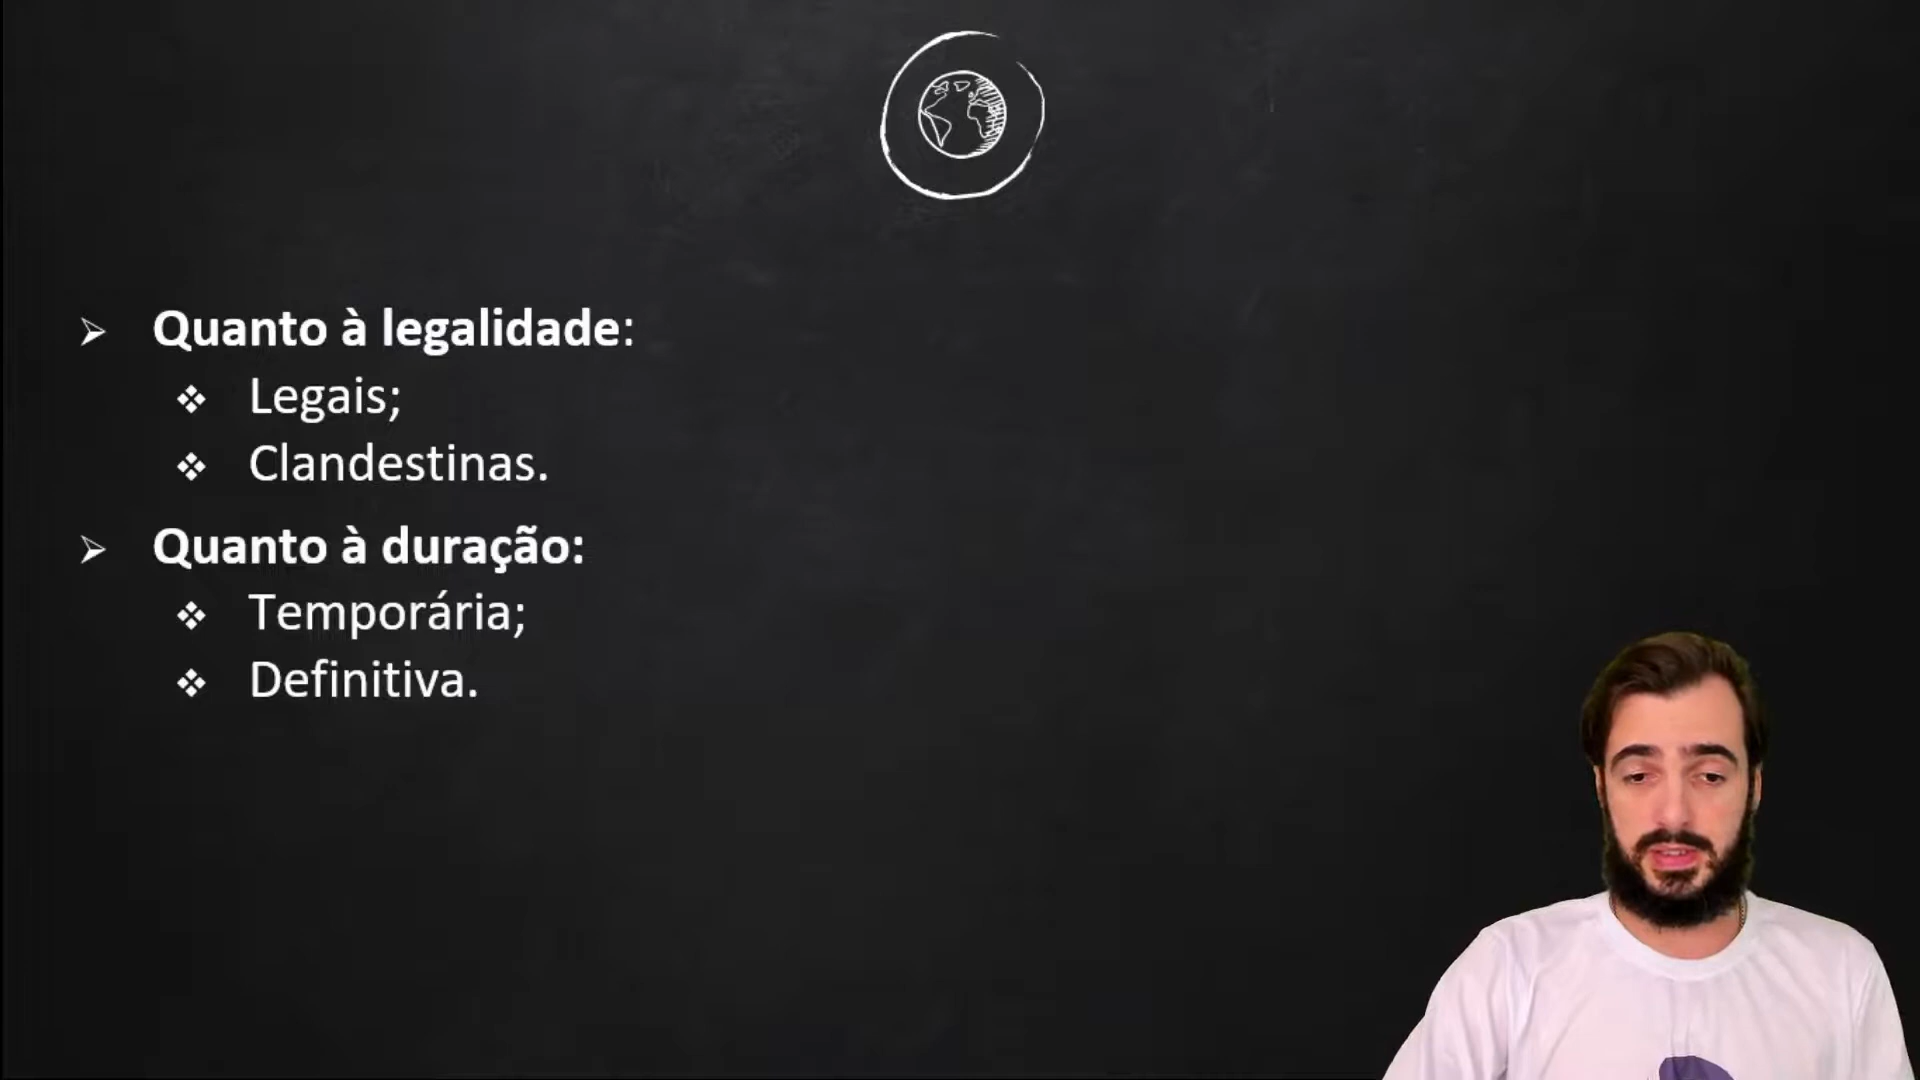 Quanto à legalidade:
Legais;
Clandestinas.
Quanto à duração:
Temporária;
Definitiva.